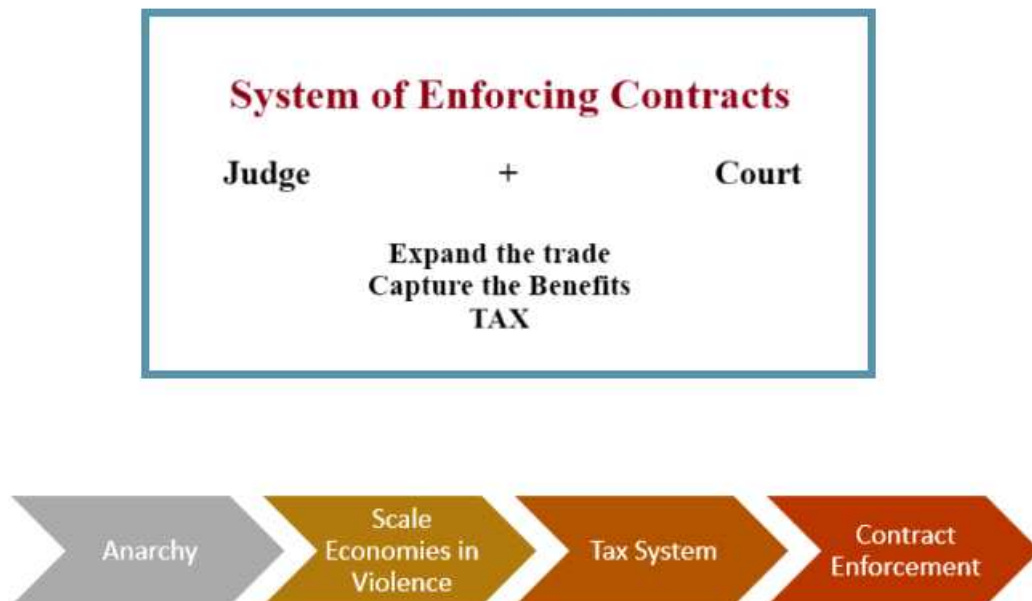 System of Enforcing Contracts
Judge + Court
Expand the trade
Capture the Benefits
TAX
Anarchy
Scale
Economies in
Violence
Tax System
Contract
Enforcement